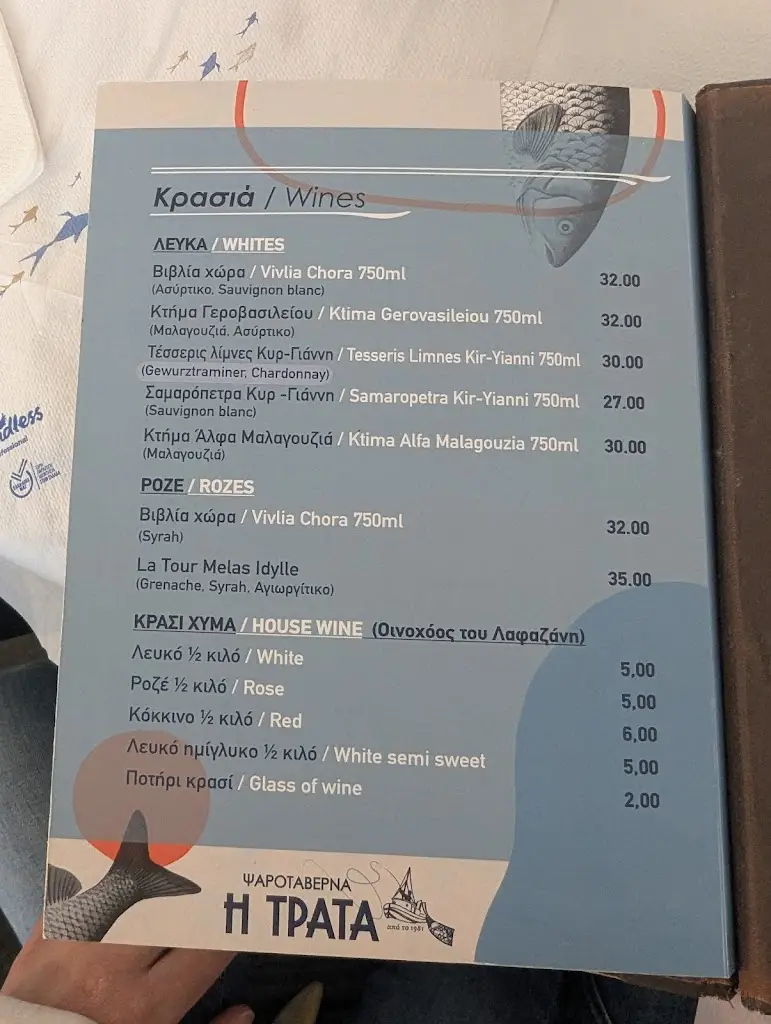 Κρασιά / Wines
ΛΕΥΚΑ / WHITES
Βιβλία χώρα / Vivlia Chora 750ml 32.00
(Ασύρτικο, Sauvignon blanc)
Κτήμα Γεροβασιλείου / Ktima Gerovasileiou 750ml 32.00
(Μαλαγουζιά, Ασύρτικο)
Τέσσερις λίμνες Κυρ-Γιάννη / Tesseris Limnes Kir-Yianni 750ml 30.00
(Gewurztraminer, Chardonnay)
Σαμαρόπετρα Κυρ -Γιάννη / Samaropetra Kir-Yianni 750ml 27.00
(Sauvignon blanc)
Κτήμα Άλφα Μαλαγουζιά / Ktima Alfa Malagouzia 750ml 30.00
(Μαλαγουζιά)
ΡΟΖΕ / ROZES
Βιβλία χώρα / Vivlia Chora 750ml 32.00
(Syrah)
La Tour Melas Idylle 35.00
(Grenache, Syrah, Αγιωργίτικο)
ΚΡΑΣΙ ΧΥΜΑ / HOUSE WINE (Οινοχόος του Λαφαζάνη)
Λευκό ½ κιλό / White 5,00
Ροζέ ½ κιλό / Rose 5,00
Κόκκινο ½ κιλό / Red 6,00
Λευκό ημίγλυκο ½ κιλό / White semi sweet 5,00
Ποτήρι κρασί / Glass of wine 2,00
ΨΑΡΟΤΑΒΕΡΝΑ
Η ΤΡΑΤΑ
από το 1981